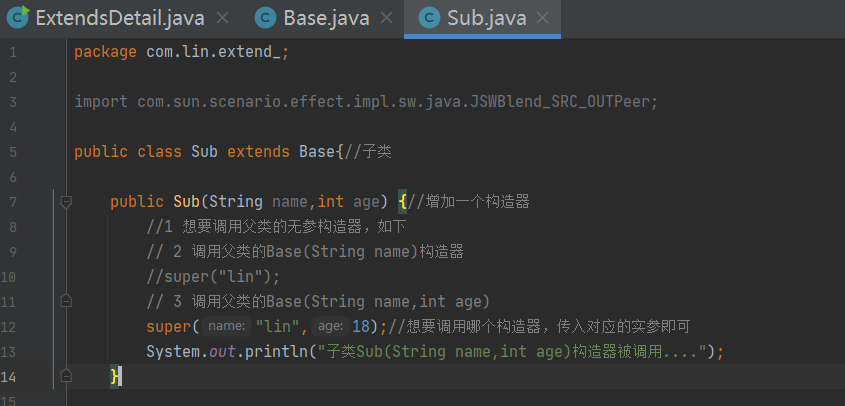 ExtendsDetail.java Base.java Sub.java
1 package com.lin.extend_;
2
3 import com.sun.scenario.effect.impl.sw.java.JSWBlend_SRC_OUTPeer;
4
5 public class Sub extends Base{//子类
6
7 public Sub(String name,int age) {//增加一个构造器
8 //1 想要调用父类的无参构造器，如下
9 // 2 调用父类的Base(String name)构造器
10 //super("lin");
11 // 3 调用父类的Base(String name,int age)
12 super( name: "lin", age: 18);//想要调用哪个构造器，传入对应的实参即可
13 System.out.println("子类Sub(String name,int age)构造器被调用....");
14 }